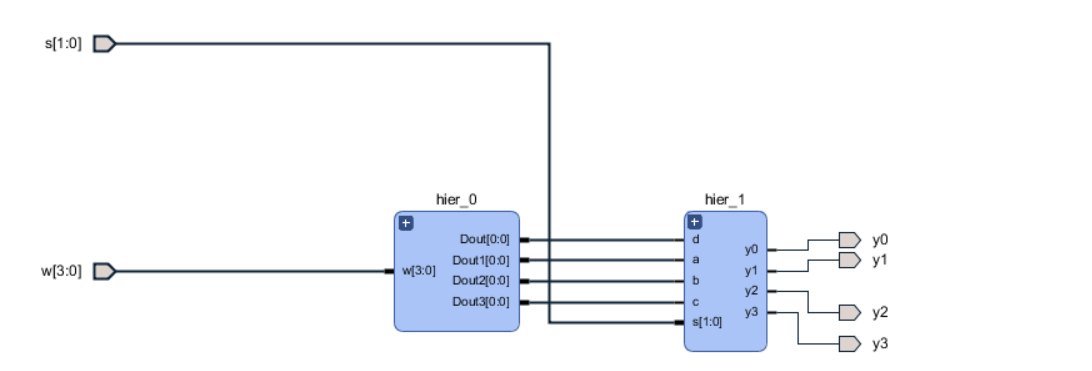 s[1:0]
hier_0
hier_1
w[3:0]
w[3:0]
Dout[0:0]
Dout1[0:0]
Dout2[0:0]
Dout3[0:0]
d
a
b
c
s[1:0]
y0
y1
y2
y3
y0
y1
y2
y3